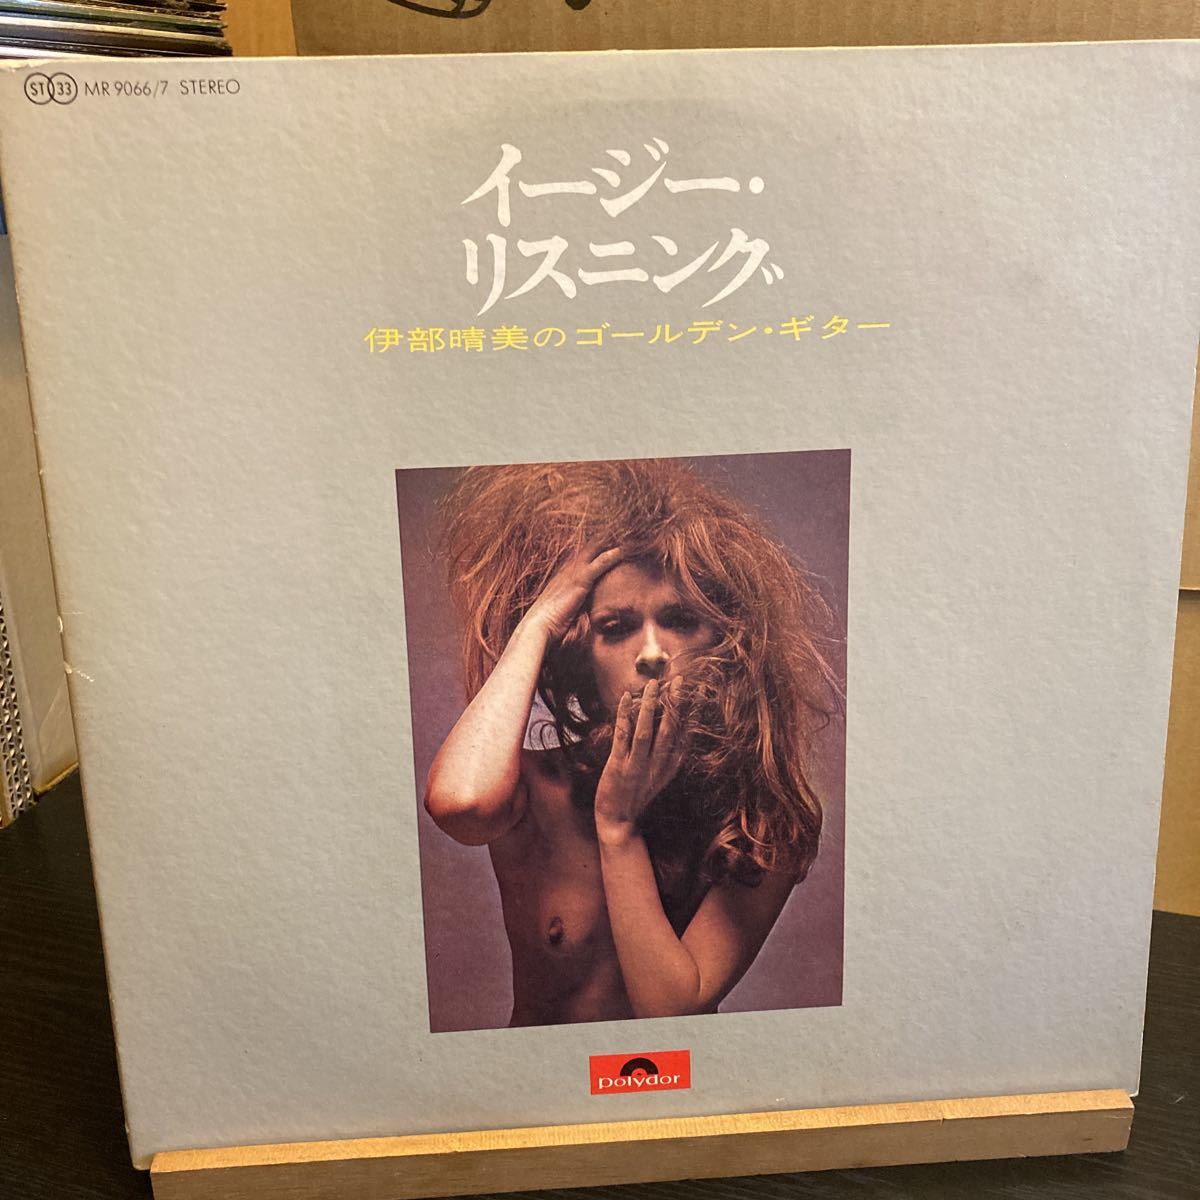 ST 33 MR 9066/7 STEREO
イージー・
リスニング
伊部晴美のゴールデン・ギター
polydor